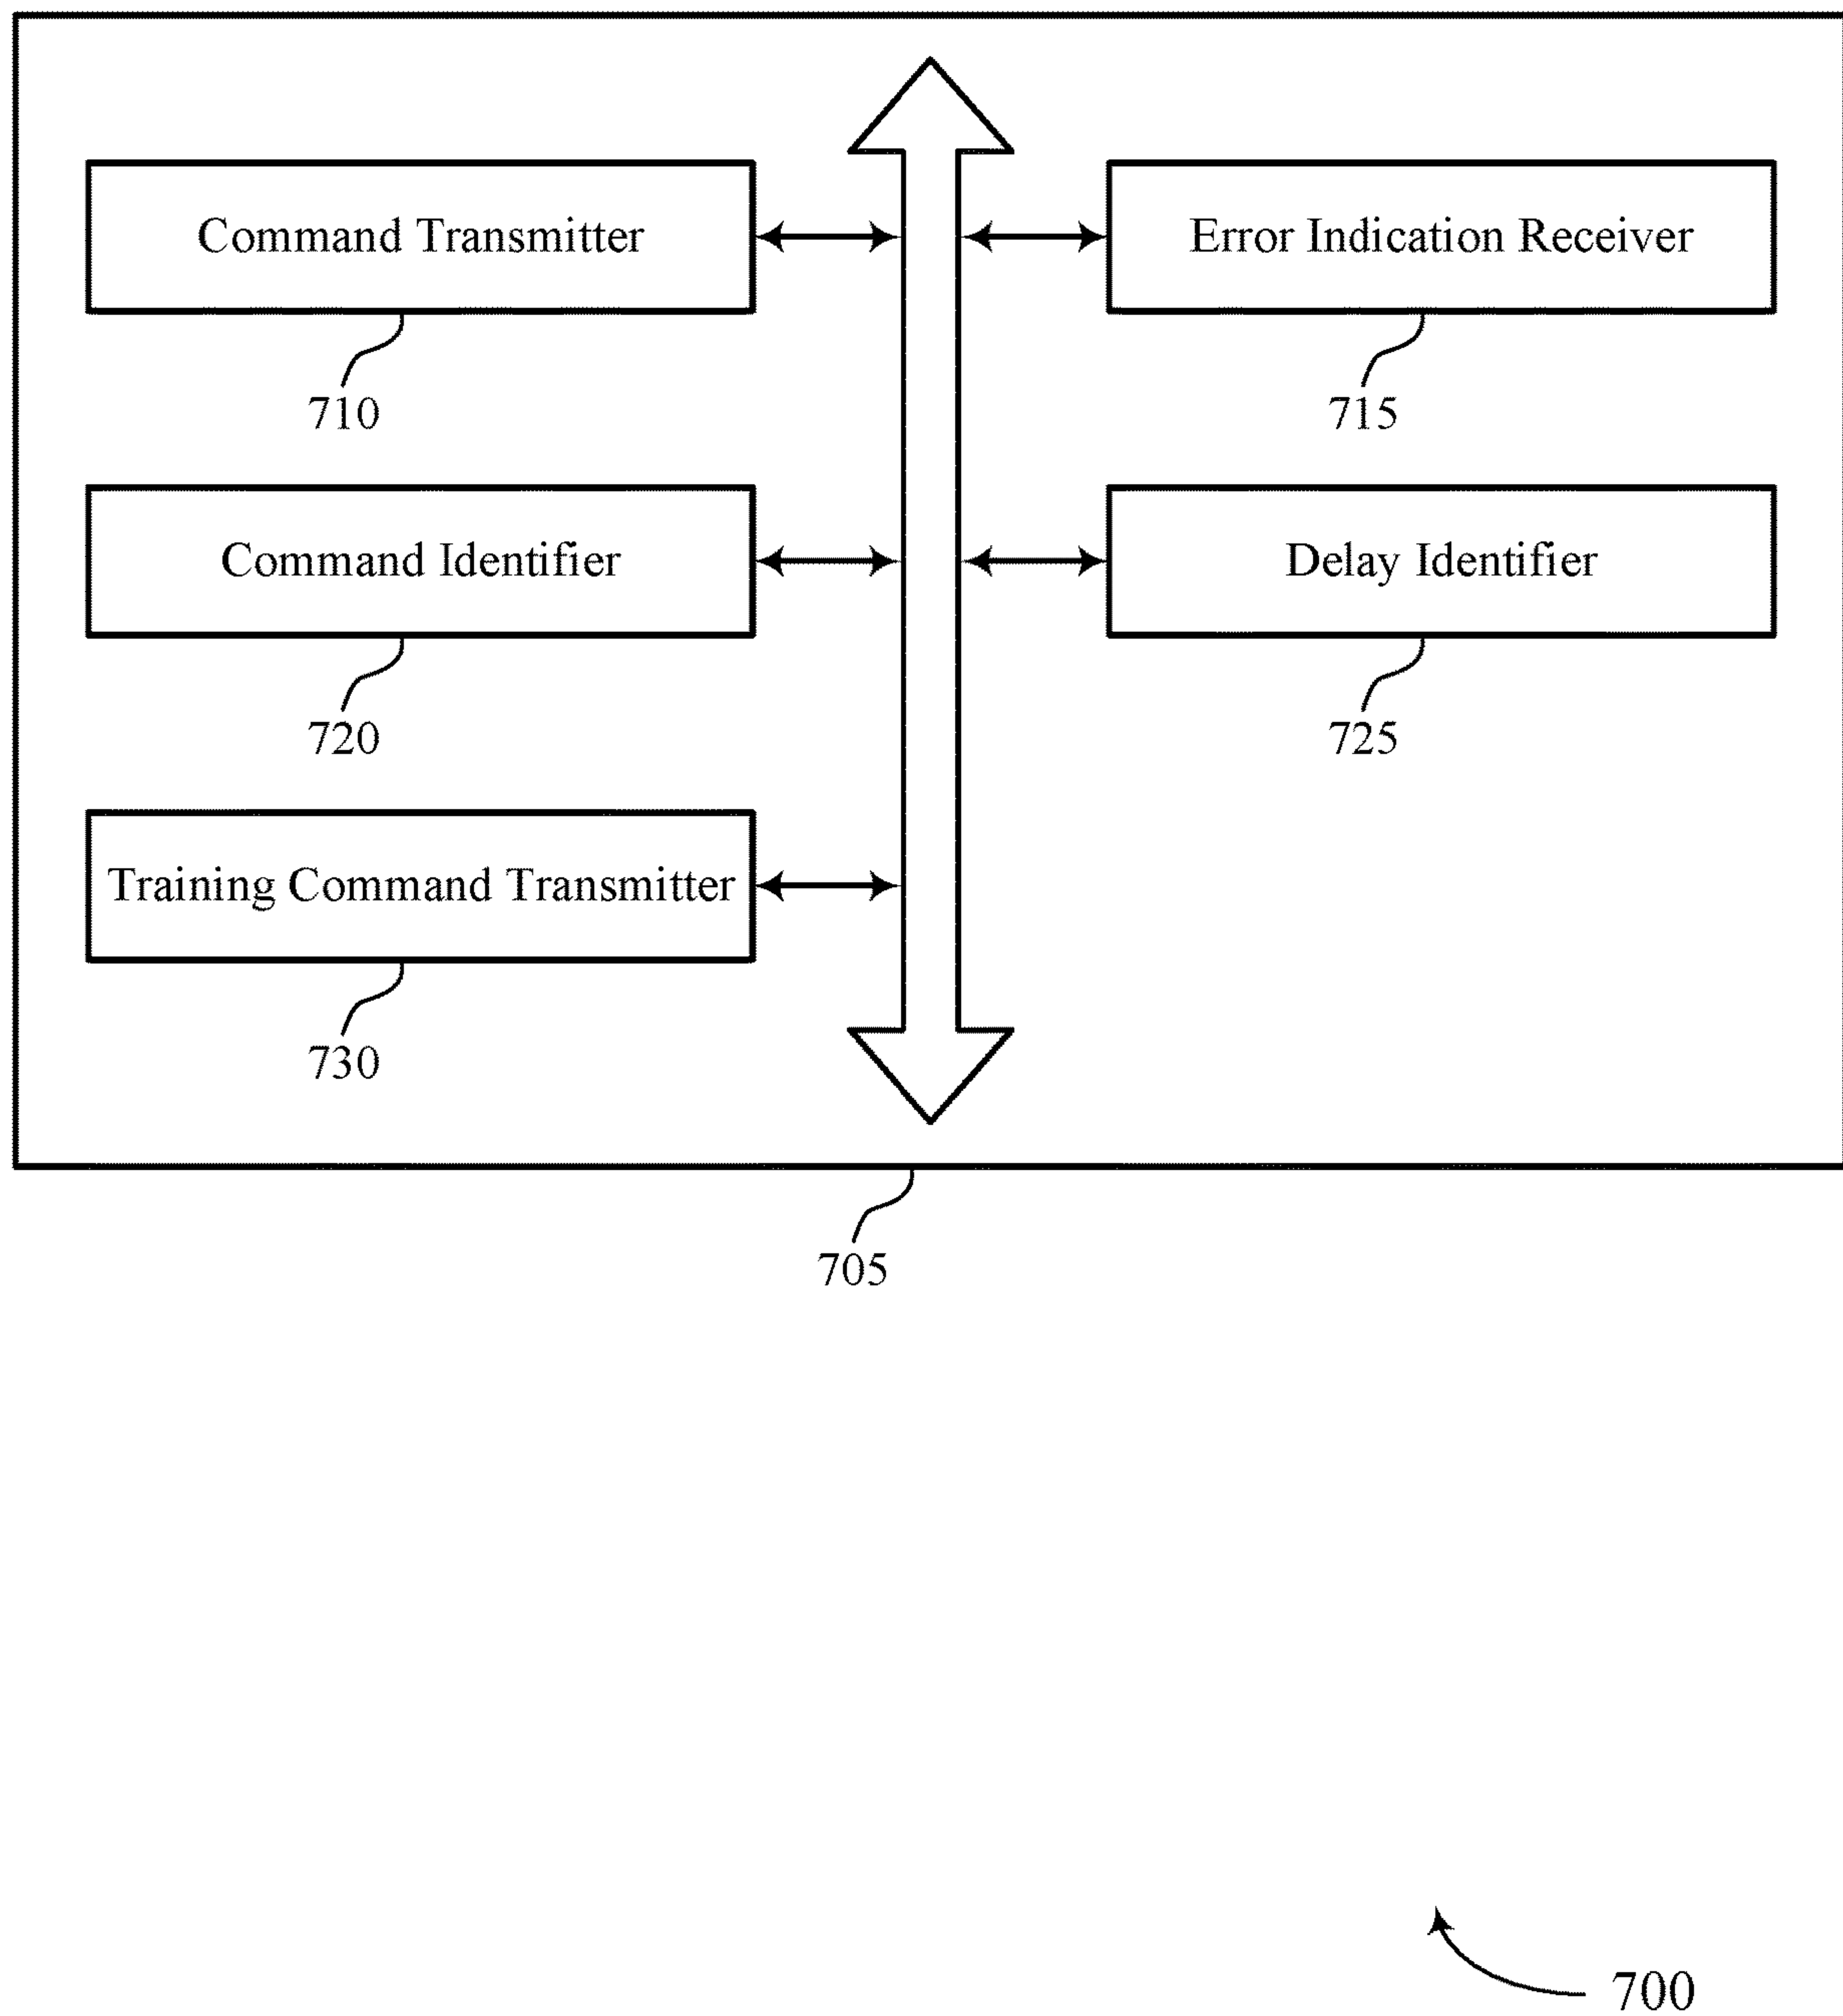 Command Transmitter
Error Indication Receiver
710
715
Command Identifier
Delay Identifier
720
725
Training Command Transmitter
730
705
700